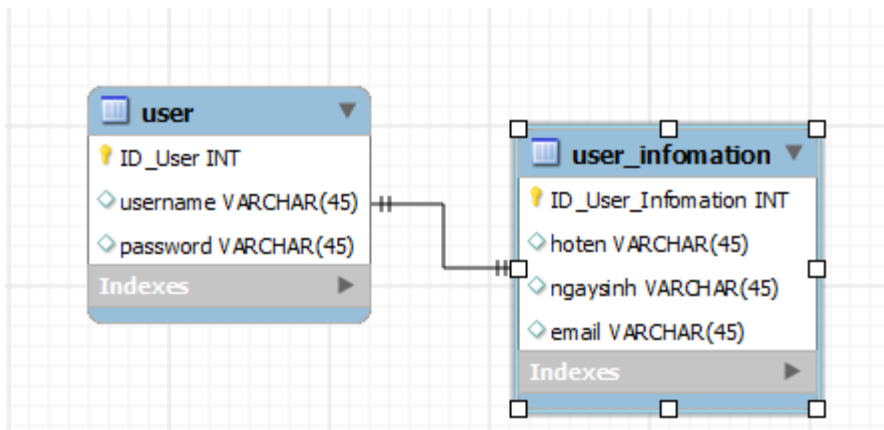 user
ID_User INT
username VARCHAR(45)
password VARCHAR(45)
Indexes
user_infomation
ID_User_Infomation INT
hoten VARCHAR(45)
ngaysinh VARCHAR(45)
email VARCHAR(45)
Indexes